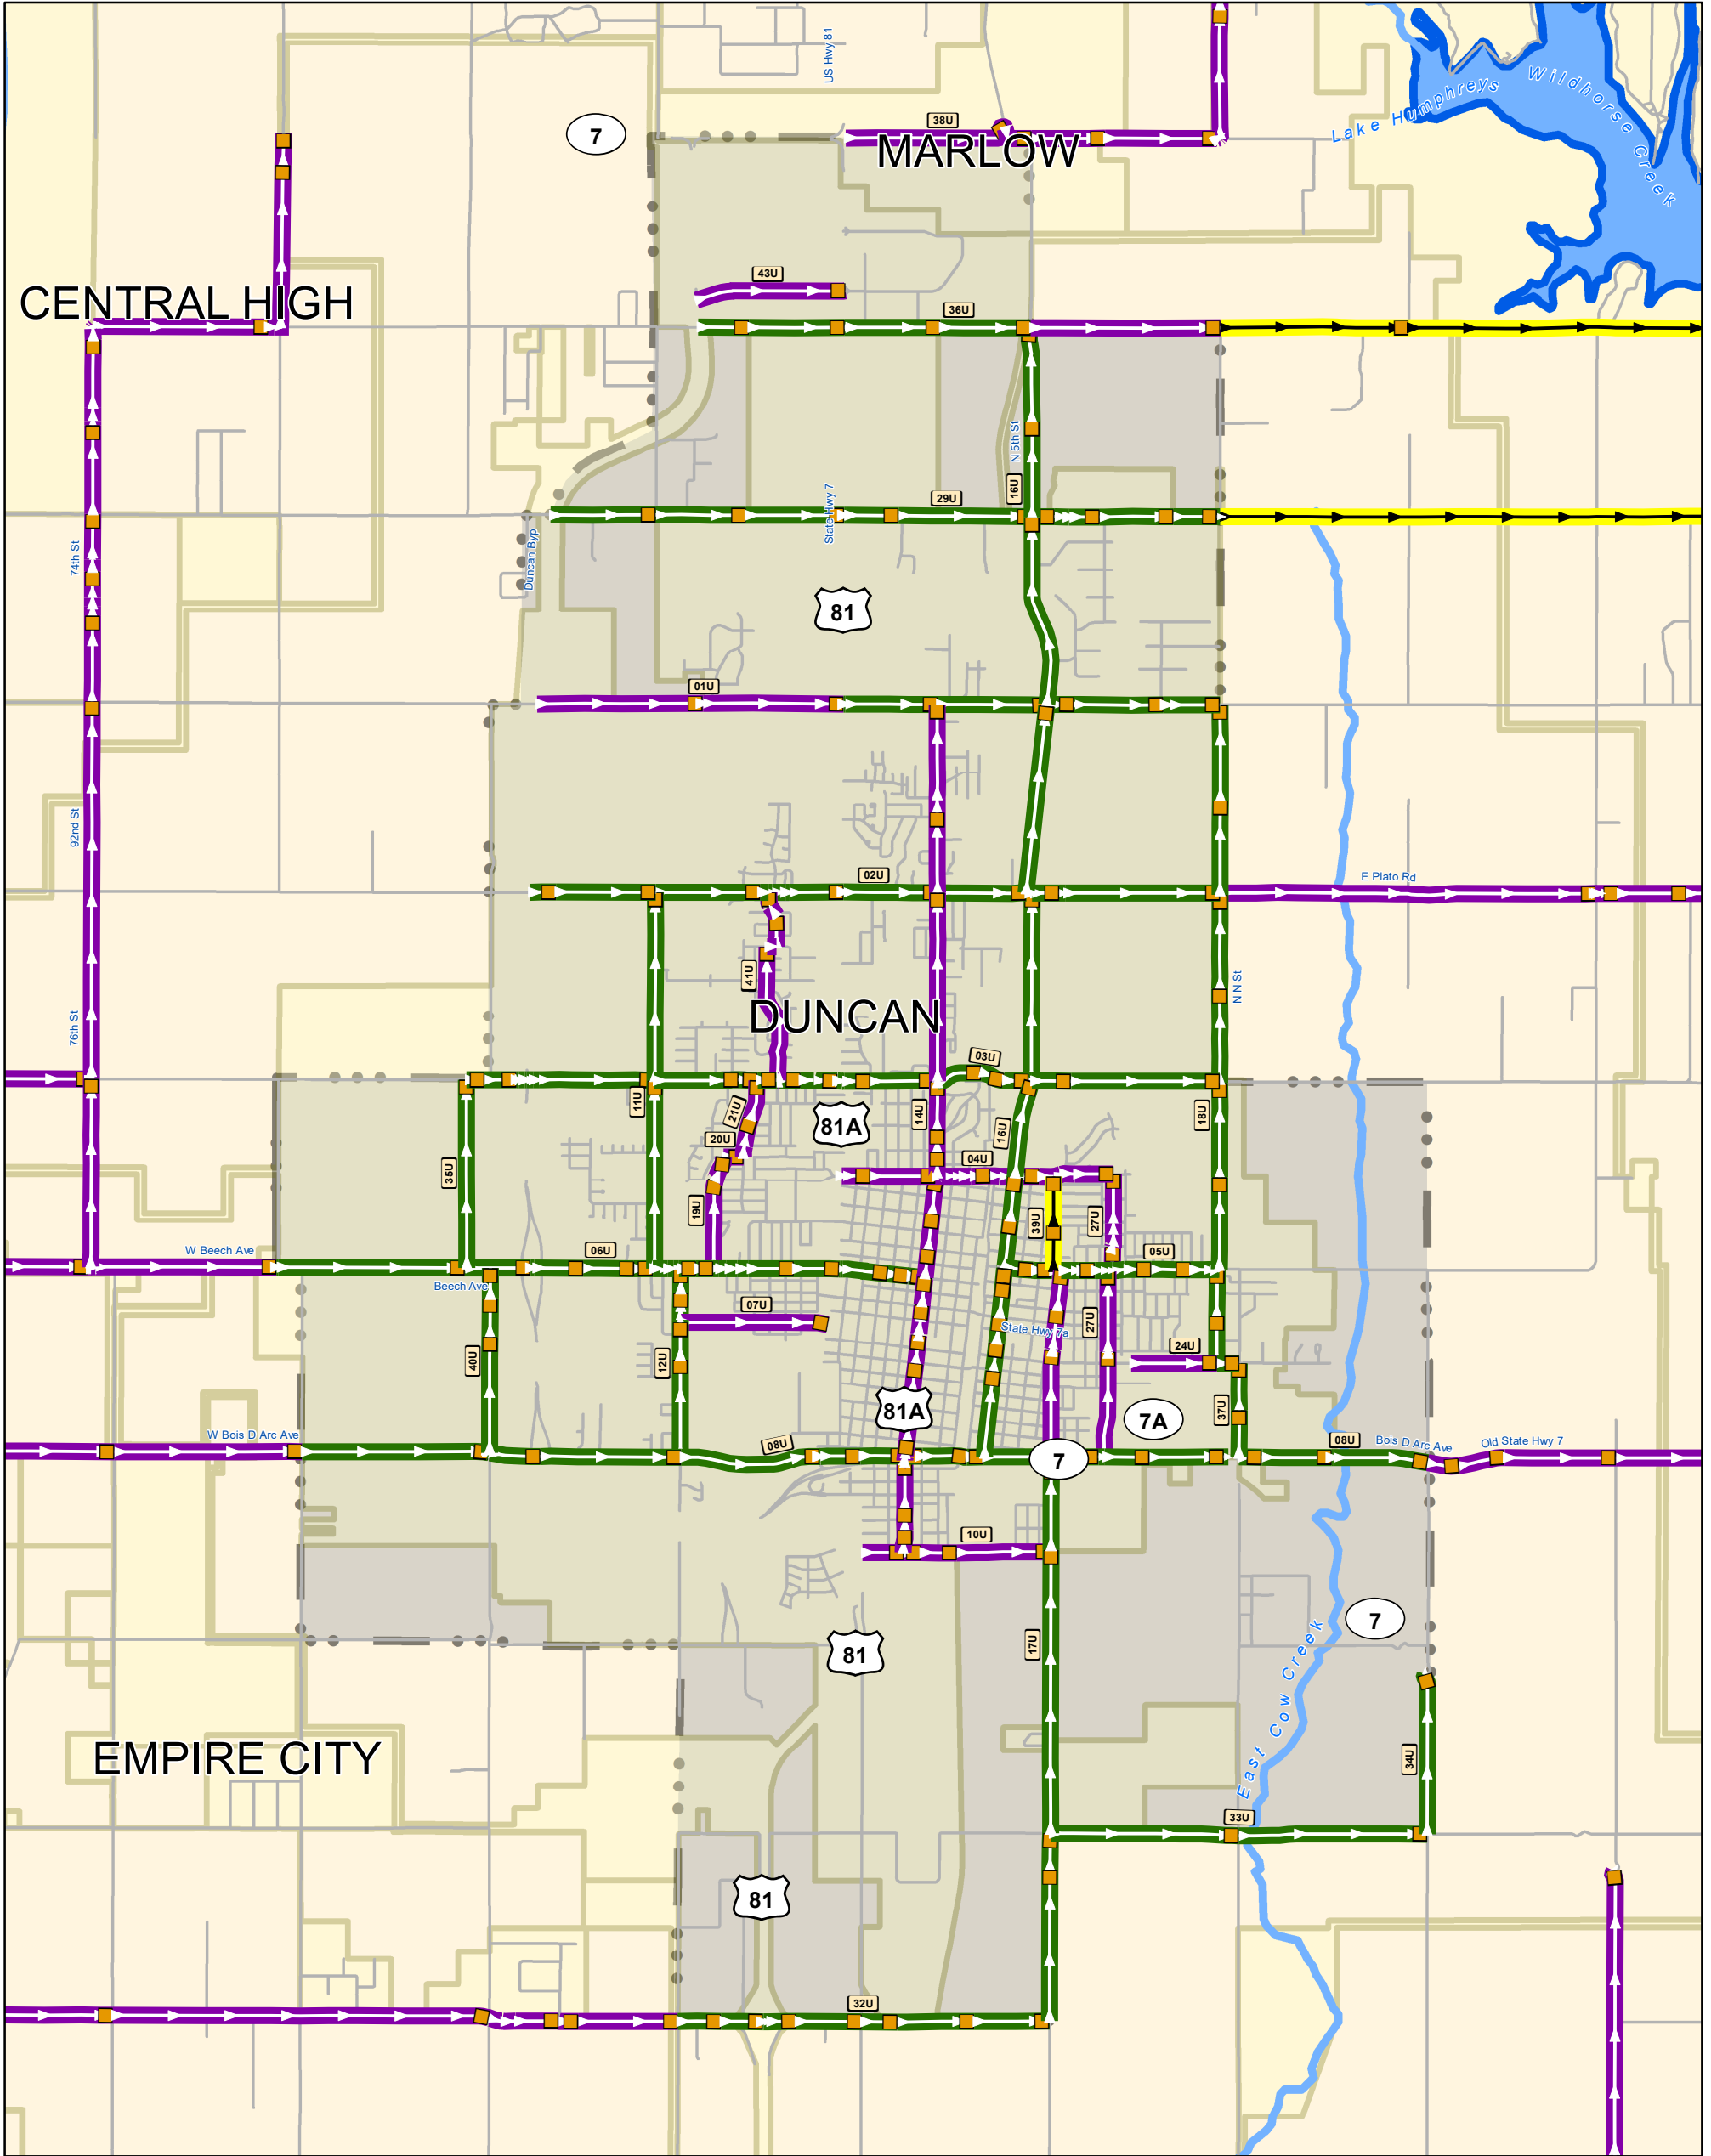 US Hwy 81
7
38U
MARLOW
Lake Humphreys
Wildhorse Creek
CENTRAL HIGH
43U
36U
N 5th St
16U
29U
State Hwy 7
Duncan Byp
74th St
81
01U
92nd St
02U
E Plato Rd
41U
N N St
DUNCAN
76th St
03U
11U
21U
81A
14U
16U
18U
20U
04U
35U
19U
39U
27U
W Beech Ave
06U
05U
Beech Ave
07U
27U
State Hwy 7a
24U
40U
12U
81A
7A
37U
W Bois D Arc Ave
08U
7
08U
Bois D Arc Ave
Old State Hwy 7
10U
17U
81
7
East Cow Creek
EMPIRE CITY
34U
33U
81
32U